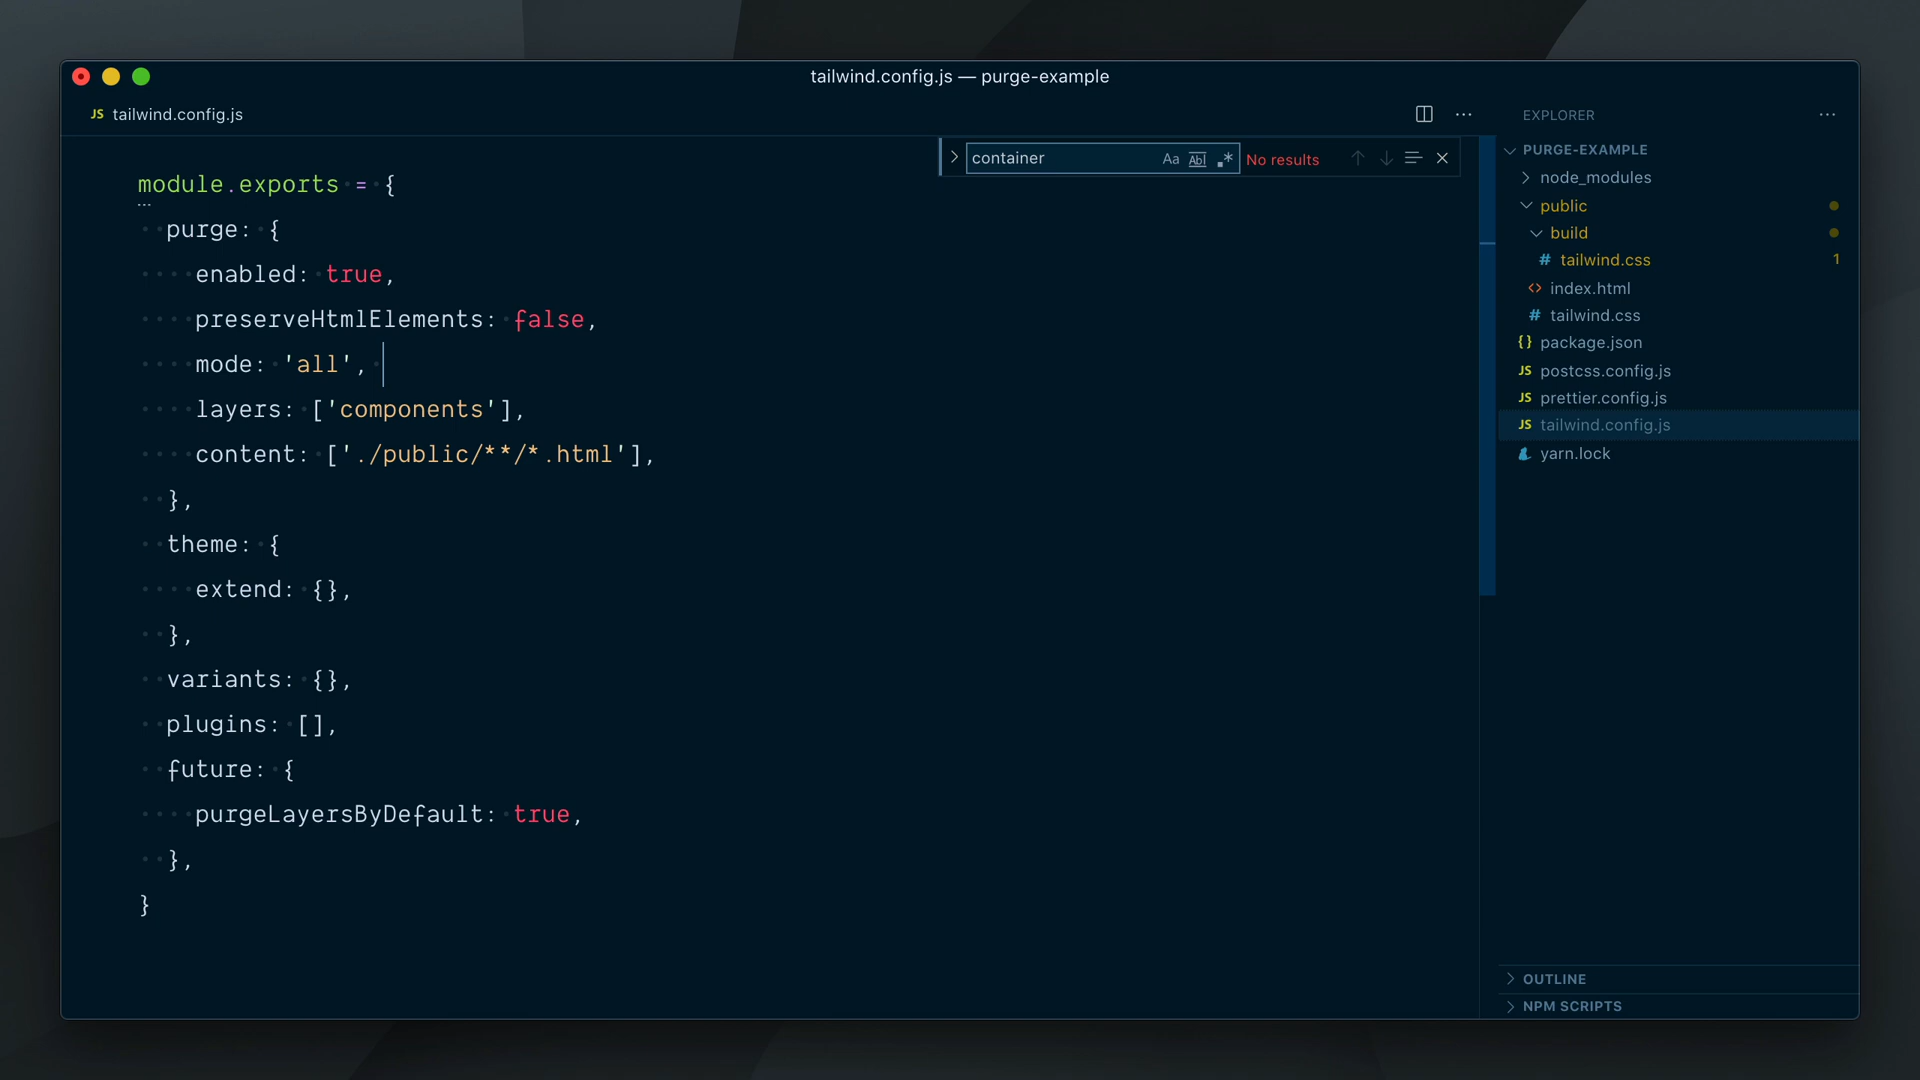 tailwind.config.js — purge-example
JS tailwind.config.js
container Aa Abl .* No results
module.exports = {
purge: {
enabled: true,
preserveHtmlElements: false,
mode: 'all',
layers: ['components'],
content: ['./public/**/*.html'],
},
theme: {
extend: {},
},
variants: {},
plugins: [],
future: {
purgeLayersByDefault: true,
},
}
EXPLORER
PURGE-EXAMPLE
node_modules
public
build
# tailwind.css 1
<> index.html
# tailwind.css
{} package.json
JS postcss.config.js
JS prettier.config.js
JS tailwind.config.js
yarn.lock
OUTLINE
NPM SCRIPTS